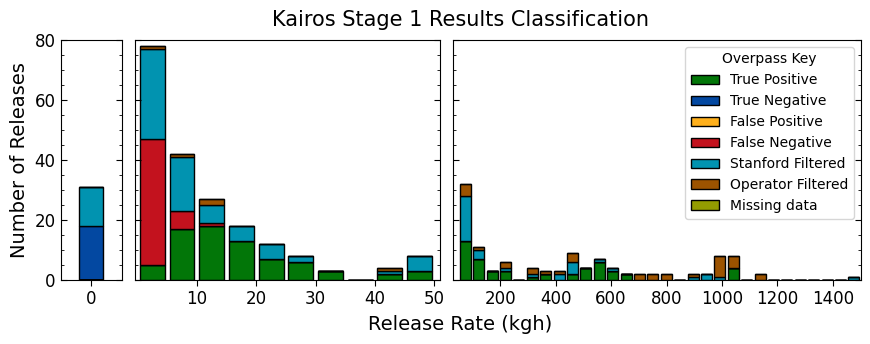 Kairos Stage 1 Results Classification
Number of Releases
80
60
40
20
0
0
10
20
30
40
50
200
400
600
800
1000
1200
1400
Release Rate (kgh)
Overpass Key
True Positive
True Negative
False Positive
False Negative
Stanford Filtered
Operator Filtered
Missing data